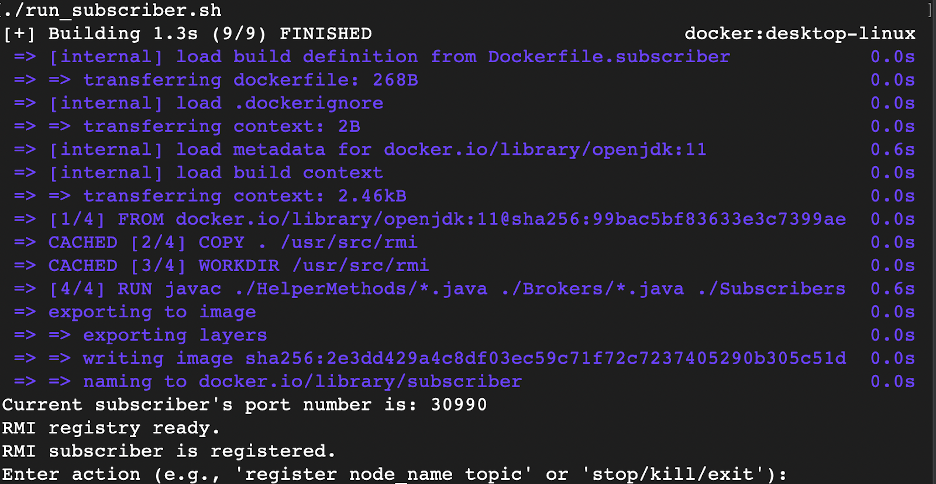 ./run_subscriber.sh
[+] Building 1.3s (9/9) FINISHED docker:desktop-linux
=> [internal] load build definition from Dockerfile.subscriber 0.0s
=> => transferring dockerfile: 268B 0.0s
=> [internal] load .dockerignore 0.0s
=> => transferring context: 2B 0.0s
=> [internal] load metadata for docker.io/library/openjdk:11 0.6s
=> [internal] load build context 0.0s
=> => transferring context: 2.46kB 0.0s
=> [1/4] FROM docker.io/library/openjdk:11@sha256:99bac5bf83633e3c7399ae 0.0s
=> CACHED [2/4] COPY . /usr/src/rmi 0.0s
=> CACHED [3/4] WORKDIR /usr/src/rmi 0.0s
=> [4/4] RUN javac ./HelperMethods/*.java ./Brokers/*.java ./Subscribers 0.6s
=> exporting to image 0.0s
=> => exporting layers 0.0s
=> => writing image sha256:2e3dd429a4c8df03ec59c71f72c7237405290b305c51d 0.0s
=> => naming to docker.io/library/subscriber 0.0s
Current subscriber's port number is: 30990
RMI registry ready.
RMI subscriber is registered.
Enter action (e.g., 'register node_name topic' or 'stop/kill/exit'):